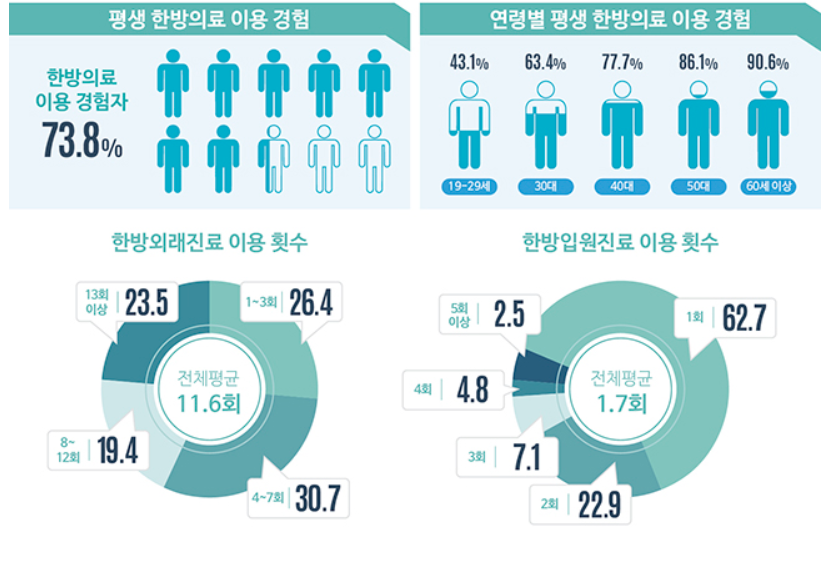 평생 한방의료 이용 경험
한방의료
이용 경험자
73.8%
연령별 평생 한방의료 이용 경험
43.1% 63.4% 77.7% 86.1% 90.6%
19-29세 30대 40대 50대 60세 이상
한방외래진료 이용 횟수
13회
이상 23.5
1~3회 26.4
전체평균
11.6회
8~
12회 19.4
4~7회 30.7
한방입원진료 이용 횟수
5회
이상 2.5
1회 62.7
전체평균
1.7회
4회 4.8
3회 7.1
2회 22.9